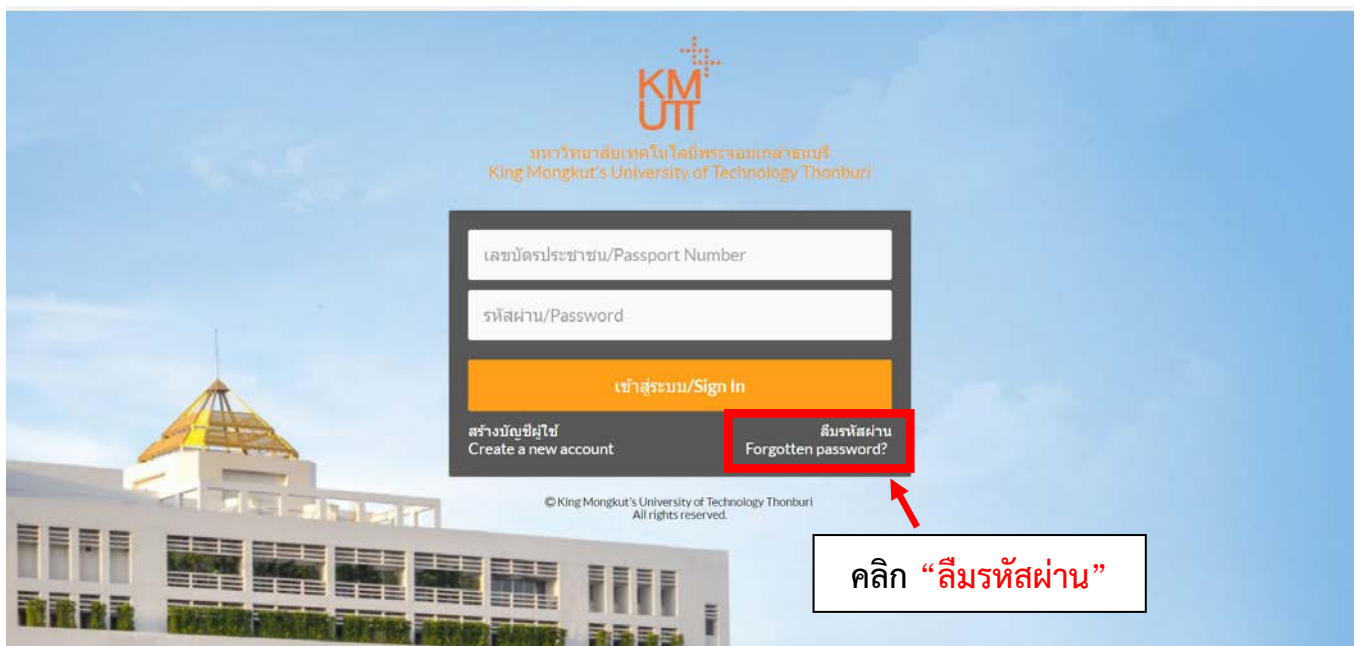 KM
UTT
มหาวิทยาลัยเทคโนโลยีพระจอมเกล้าธนบุรี
King Mongkut's University of Technology Thonburi
เลขบัตรประชาชน/Passport Number
รหัสผ่าน/Password
เข้าสู่ระบบ/Sign In
สร้างบัญชีผู้ใช้
Create a new account
ลืมรหัสผ่าน
Forgotten password?
© King Mongkut's University of Technology Thonburi
All rights reserved.
คลิก “ลืมรหัสผ่าน”